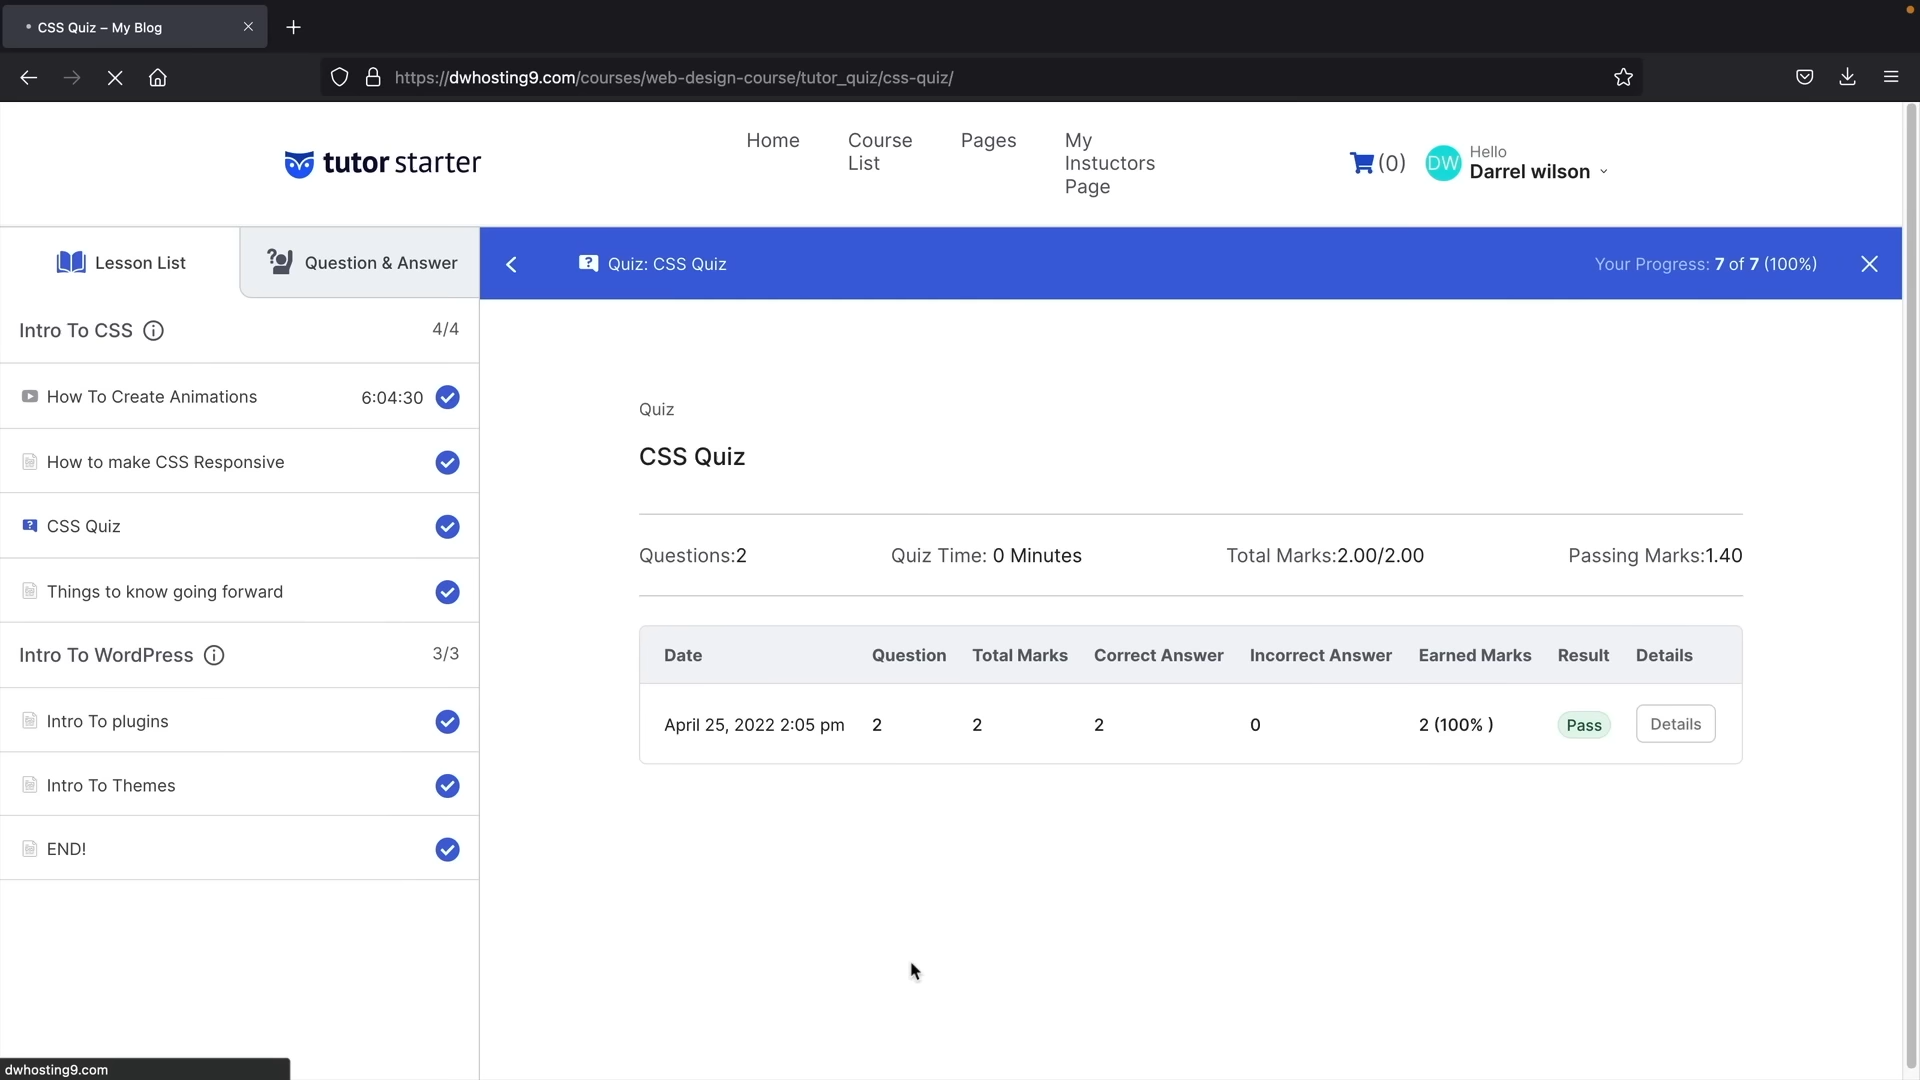 CSS Quiz – My Blog
https://dwhosting9.com/courses/web-design-course/tutor_quiz/css-quiz/
tutor starter
Home
Course
List
Pages
My
Instuctors
Page
(0)
DW
Hello
Darrel wilson
Lesson List
Question & Answer
Quiz: CSS Quiz
Your Progress: 7 of 7 (100%)
Intro To CSS
4/4
How To Create Animations 6:04:30
How to make CSS Responsive
CSS Quiz
Things to know going forward
Intro To WordPress
3/3
Intro To plugins
Intro To Themes
END!
Quiz
CSS Quiz
Questions:2 Quiz Time: 0 Minutes Total Marks:2.00/2.00 Passing Marks:1.40
Date Question Total Marks Correct Answer Incorrect Answer Earned Marks Result Details
April 25, 2022 2:05 pm 2 2 2 0 2 (100% ) Pass Details
dwhosting9.com